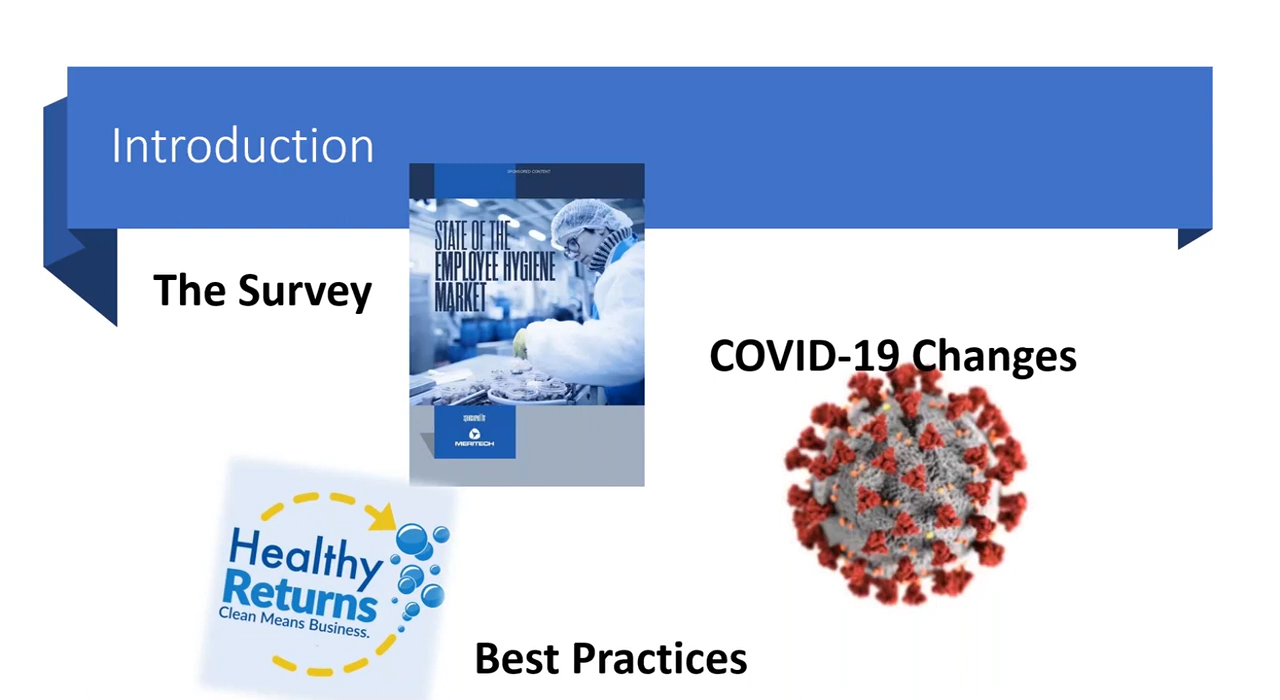 Introduction
SPONSORED CONTENT
STATE OF THE
EMPLOYEE HYGIENE
MARKET
The Survey
COVID-19 Changes
MERITECH
Healthy
Returns
Clean Means Business.
Best Practices